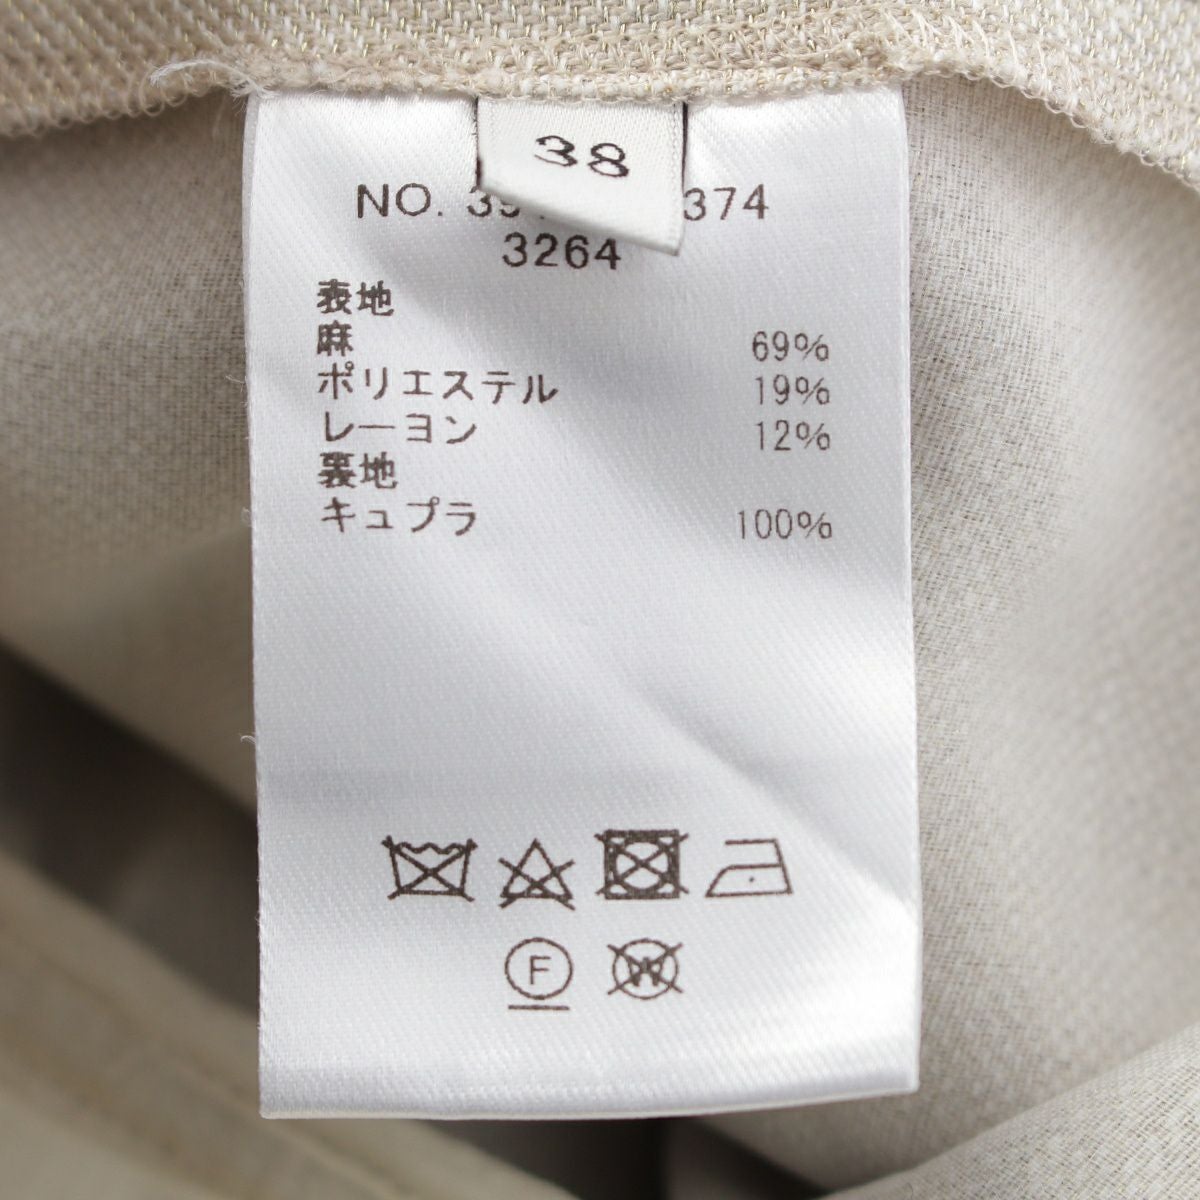 38
NO. 374
3264
表地
麻 69%
ポリエステル 19%
レーヨン 12%
裏地
キュプラ 100%
F
W